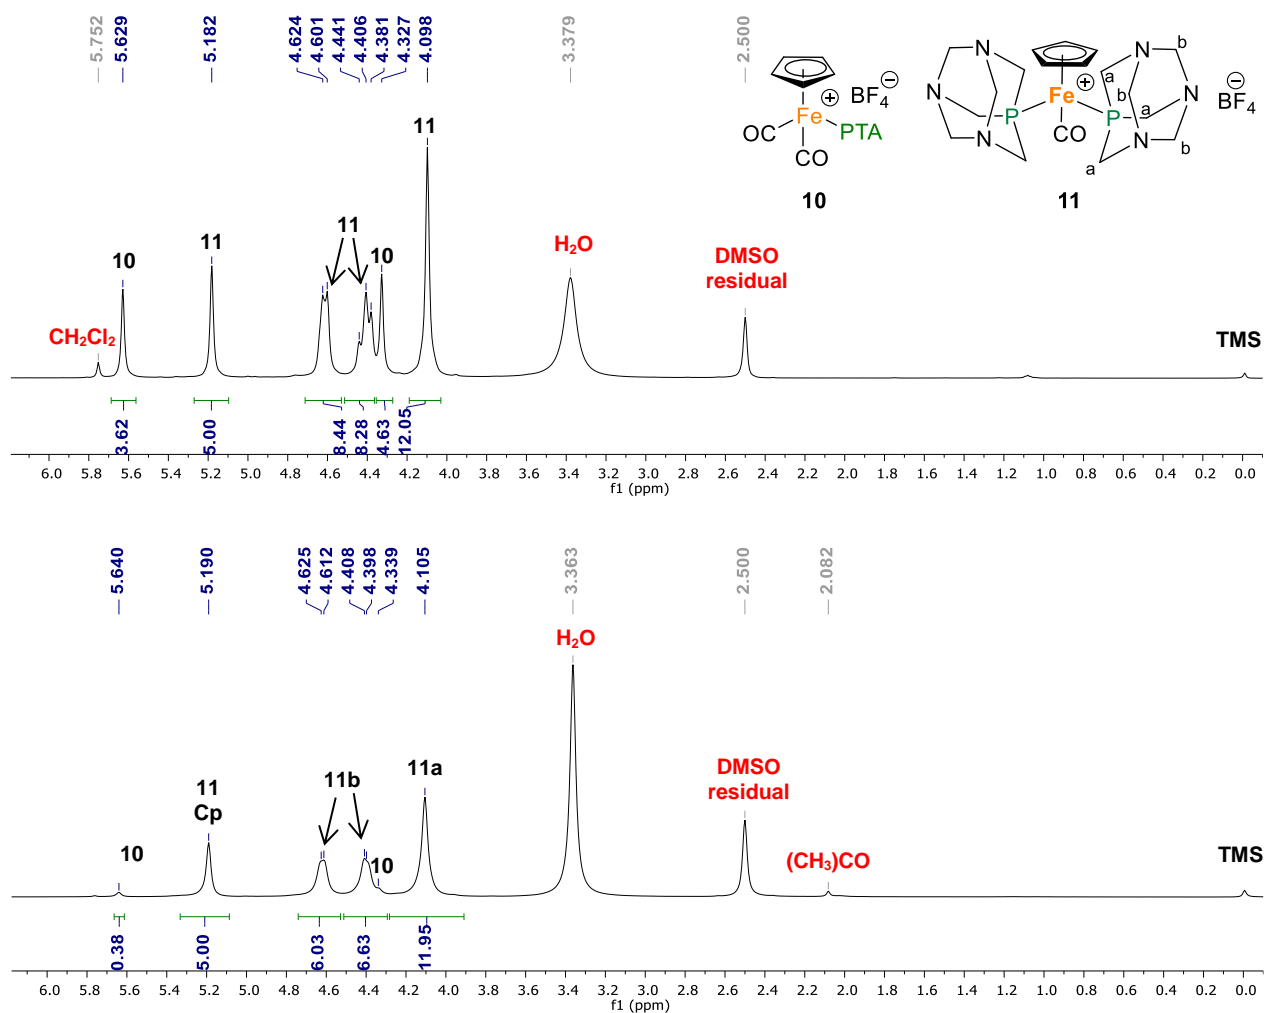 5.752
5.629
5.182
4.624
4.601
4.441
4.406
4.381
4.327
4.098
3.379
2.500
Fe
+
BF4
−
OC
PTA
CO
10
N
N
N
P
Fe
+
CO
P
N
N
N
a
b
b
a
b
a
BF4
−
11
CH2Cl2
10
11
11
10
11
H2O
DMSO
residual
TMS
3.62
5.00
8.44
8.28
4.63
12.05
6.0 5.8 5.6 5.4 5.2 5.0 4.8 4.6 4.4 4.2 4.0 3.8 3.6 3.4 3.2 3.0 2.8 2.6 2.4 2.2 2.0 1.8 1.6 1.4 1.2 1.0 0.8 0.6 0.4 0.2 0.0
f1 (ppm)
5.640
5.190
4.625
4.612
4.408
4.398
4.339
4.105
3.363
2.500
2.082
10
11
Cp
11b
10
11a
H2O
DMSO
residual
(CH3)CO
TMS
0.38
5.00
6.03
6.63
11.95
6.0 5.8 5.6 5.4 5.2 5.0 4.8 4.6 4.4 4.2 4.0 3.8 3.6 3.4 3.2 3.0 2.8 2.6 2.4 2.2 2.0 1.8 1.6 1.4 1.2 1.0 0.8 0.6 0.4 0.2 0.0
f1 (ppm)